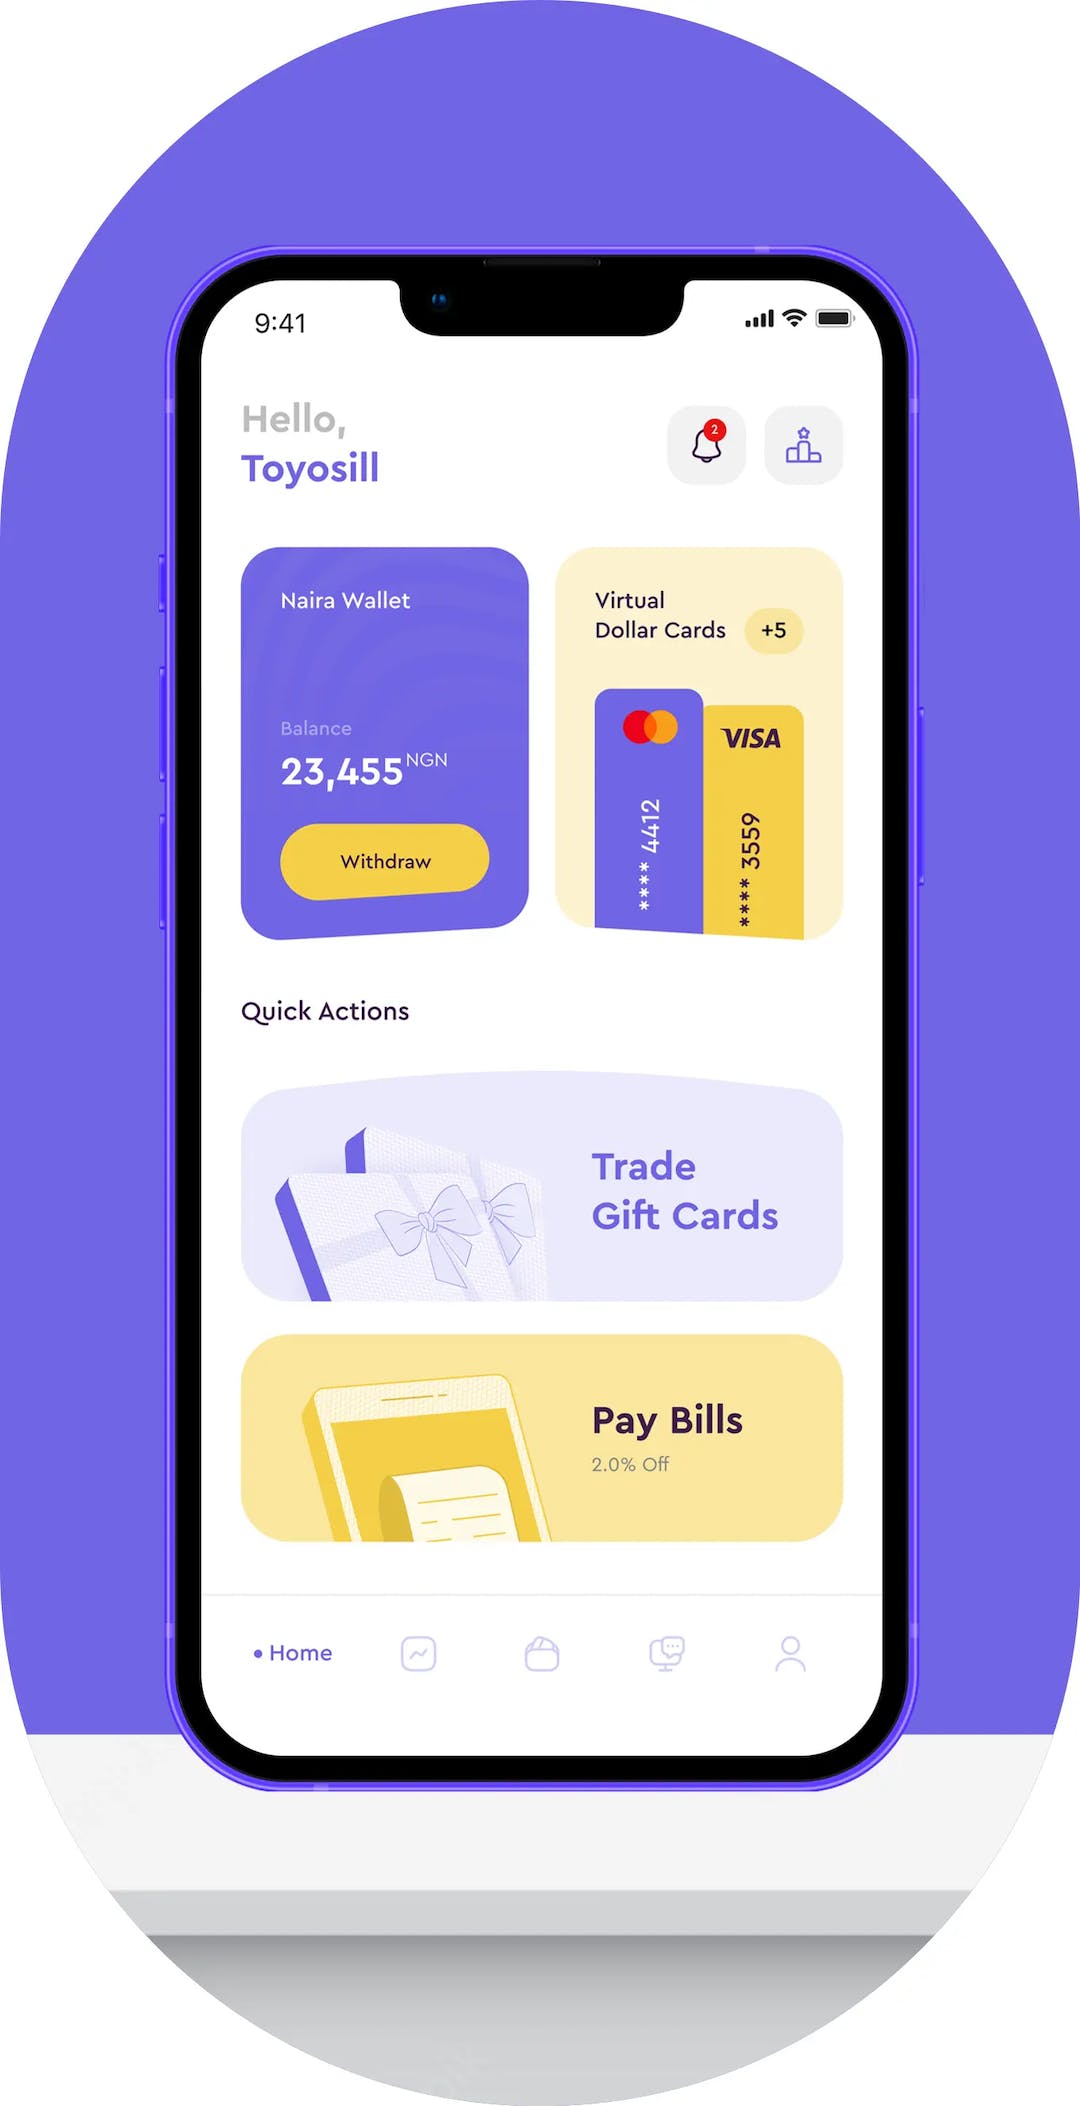 9:41
Hello,
Toyosill
2
Naira Wallet
Balance
23,455 NGN
Withdraw
Virtual
Dollar Cards
+5
VISA
**** 4412
**** 3559
Quick Actions
Trade
Gift Cards
Pay Bills
2.0% Off
Home